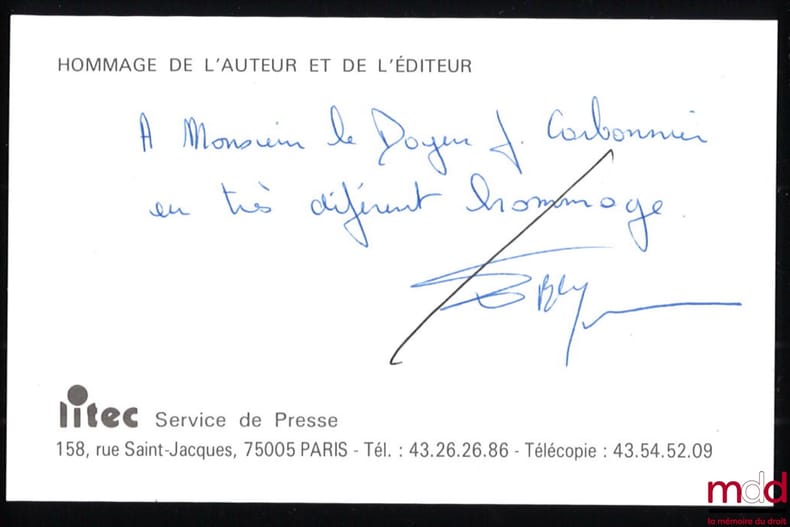 HOMMAGE DE L'AUTEUR ET DE L'ÉDITEUR
A Monsieur le Doyen J. Carbonnier
en très déférent hommage
litec Service de Presse
158, rue Saint-Jacques, 75005 PARIS - Tél. : 43.26.26.86 - Télécopie : 43.54.52.09
mdd
la mémoire du droit